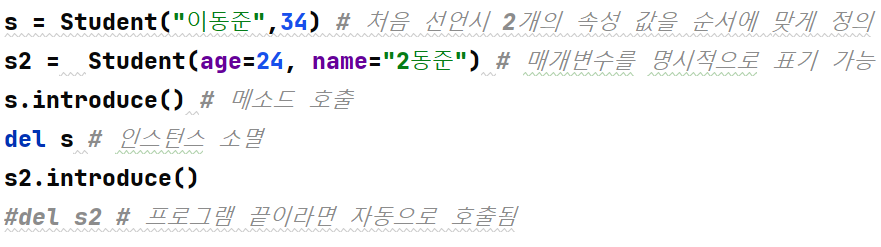 s = Student("이동준",34) # 처음 선언시 2개의 속성 값을 순서에 맞게 정의
s2 =  Student(age=24, name="2동준") # 매개변수를 명시적으로 표기 가능
s.introduce() # 메소드 호출
del s # 인스턴스 소멸
s2.introduce()
#del s2 # 프로그램 끝이라면 자동으로 호출됨